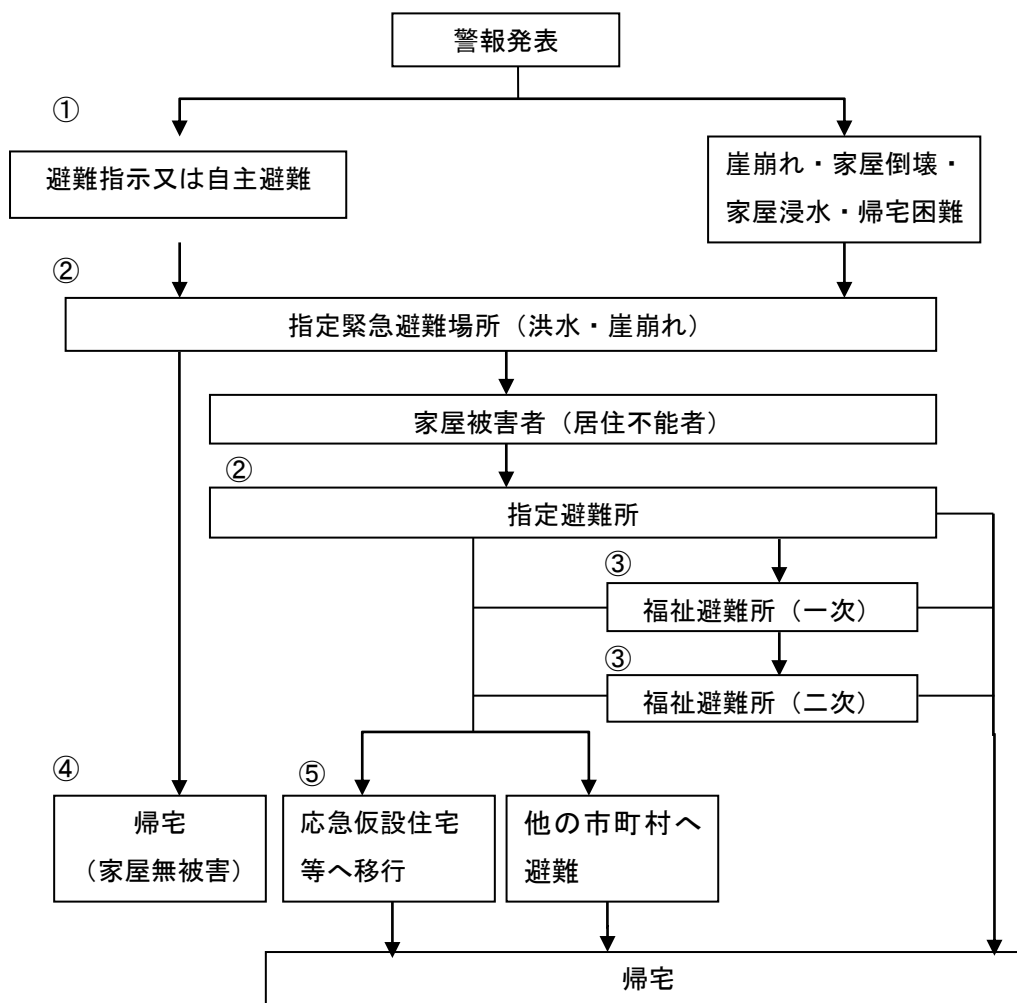 警報発表
①
避難指示又は自主避難
崖崩れ・家屋倒壊・
家屋浸水・帰宅困難
②
指定緊急避難場所（洪水・崖崩れ）
家屋被害者（居住不能者）
②
指定避難所
③
福祉避難所（一次）
③
福祉避難所（二次）
④
帰宅
（家屋無被害）
⑤
応急仮設住宅
等へ移行
他の市町村へ
避難
帰宅